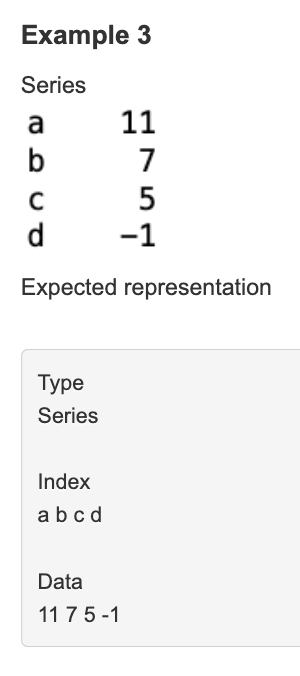 Example 3
Series
a 11
b 7
c 5
d −1
Expected representation
Type
Series
Index
a b c d
Data
11 7 5 -1